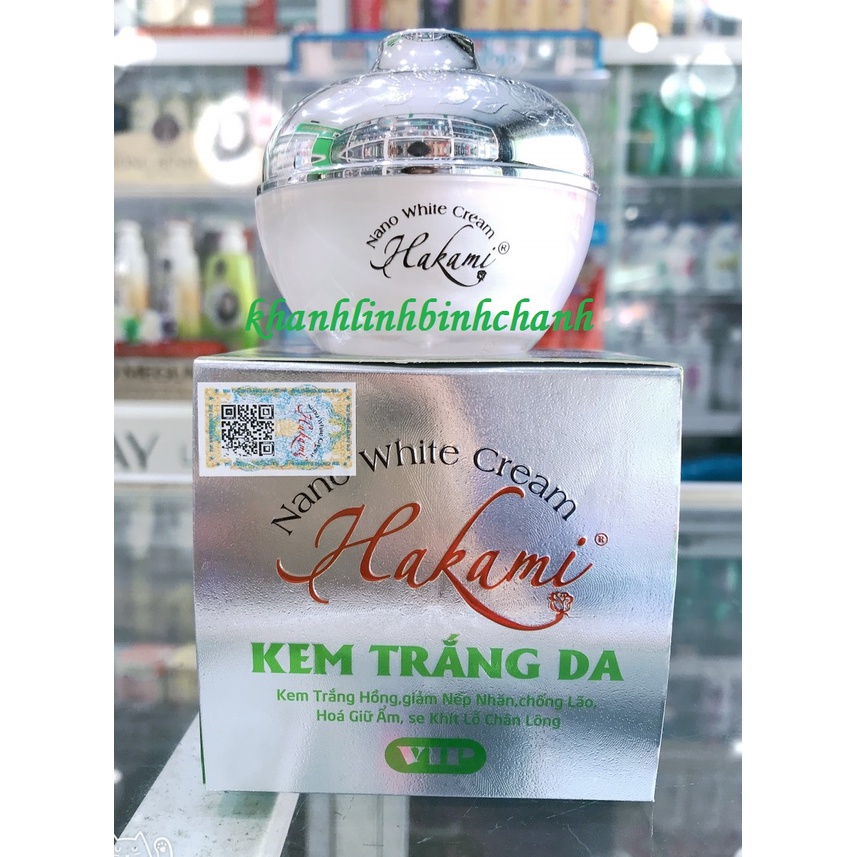 Nano White Cream
Hakami®
khanhlinhbinhchanh
Nano White Cream
Hakami®
KEM TRẮNG DA
Kem Trắng Hồng,giảm Nếp Nhăn,chống Lão,
Hoá Giữ Ẩm, se Khít Lỗ Chân Lông
VIP